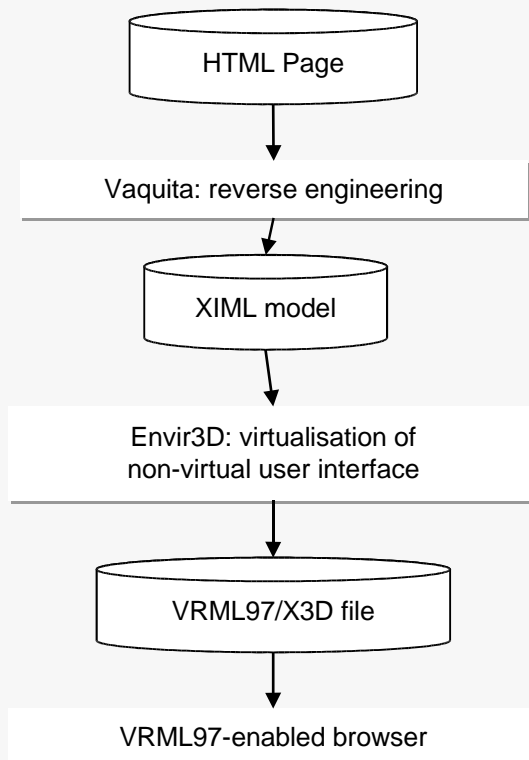 HTML Page
Vaquita: reverse engineering
XIML model
Envir3D: virtualisation of
non-virtual user interface
VRML97/X3D file
VRML97-enabled browser